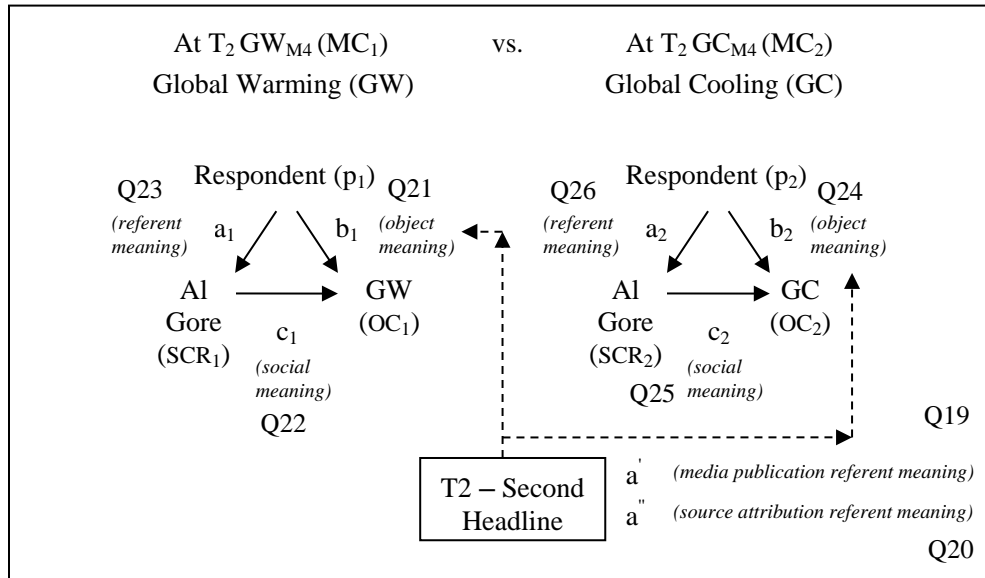 At T2 GWM4 (MC1) vs. At T2 GCM4 (MC2)
Global Warming (GW) Global Cooling (GC)
Respondent (p1) Respondent (p2)
Q23 Q21 Q26 Q24
(referent meaning) a1 b1 (object meaning) (referent meaning) a2 b2 (object meaning)
Al Gore (SCR1) GW (OC1) Al Gore (SCR2) GC (OC2)
c1 c2
(social meaning) (social meaning)
Q22 Q25
Q19
T2 – Second
Headline
a' (media publication referent meaning)
a" (source attribution referent meaning)
Q20